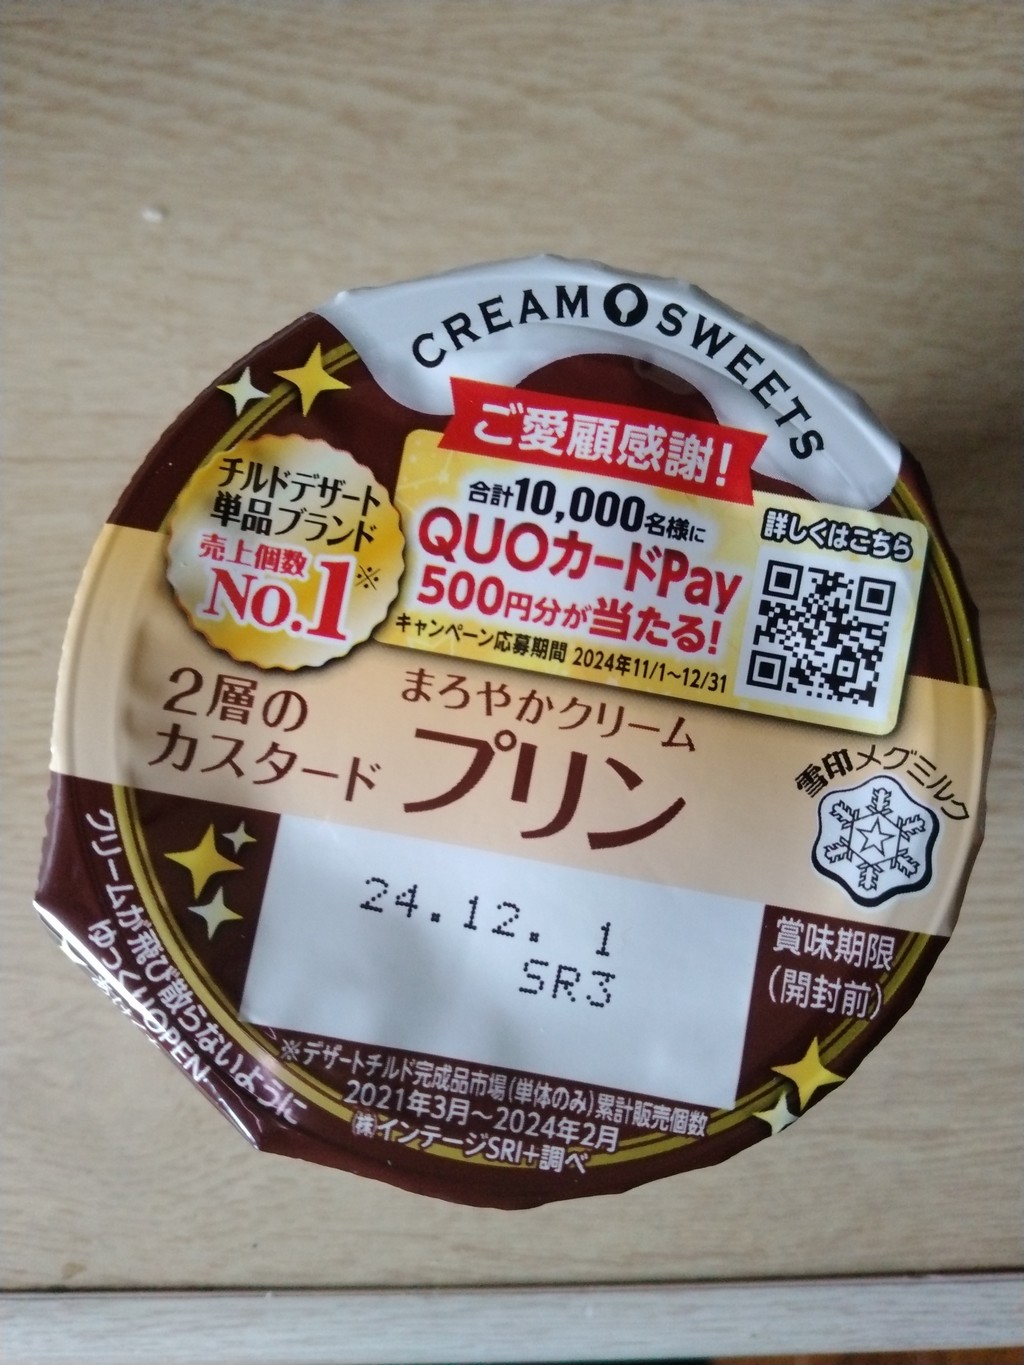 CREAM SWEETS
ご愛顧感謝!
合計10,000名様に
QUOカードPay
500円分が当たる!
キャンペーン応募期間 2024年11/1~12/31
詳しくはこちら
チルドデザート
単品ブランド
売上個数
No.1※
2層の
カスタード
まろやかクリーム
プリン
雪印メグミルク
24.12. 1
SR3
賞味期限
(開封前)
クリームが飛び散らないように
ゆっくりOPEN
※デザートチルド完成品市場(単体のみ)累計販売個数
2021年3月~2024年2月
㈱インテージSRI+調べ